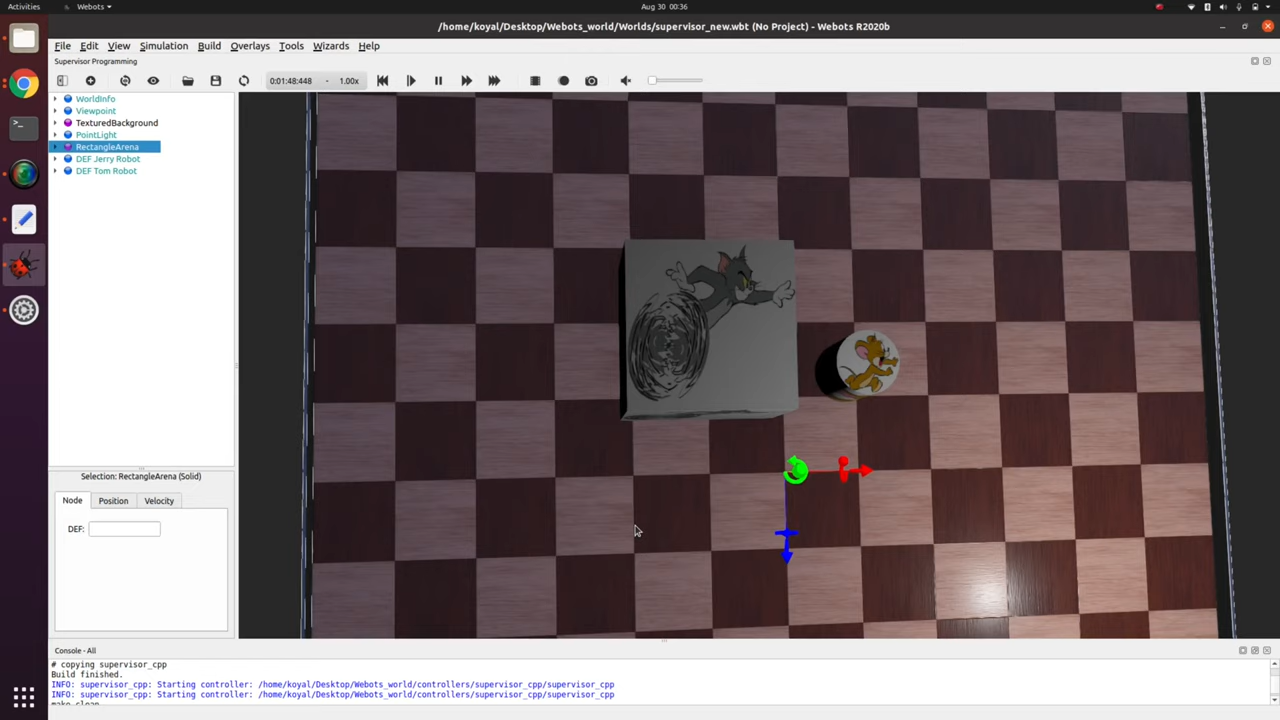 Activities
Webots
Aug 30 00:36
/home/koyal/Desktop/Webots_world/Worlds/supervisor_new.wbt (No Project) - Webots R2020b
File Edit View Simulation Build Overlays Tools Wizards Help
Supervisor Programming
0:01:48:448 - 1.00x
WorldInfo
Viewpoint
TexturedBackground
PointLight
RectangleArena
DEF Jerry Robot
DEF Tom Robot
Selection: RectangleArena (Solid)
Node Position Velocity
DEF:
Console - All
# copying supervisor_cpp
Build finished.
INFO: supervisor_cpp: Starting controller: /home/koyal/Desktop/Webots_world/controllers/supervisor_cpp/supervisor_cpp
INFO: supervisor_cpp: Starting controller: /home/koyal/Desktop/Webots_world/controllers/supervisor_cpp/supervisor_cpp
make clean